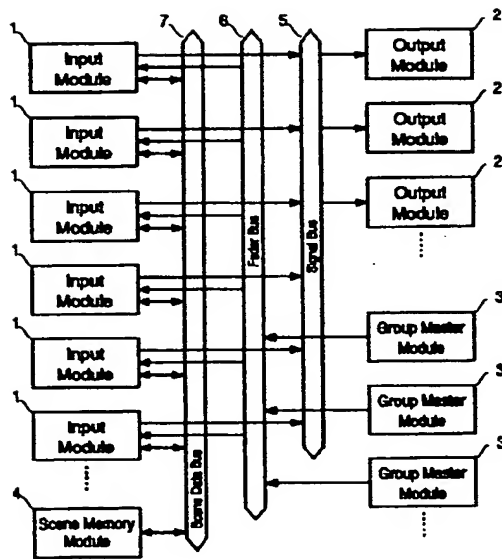 7
6
5
1
Input
Module
2
Output
Module
1
Input
Module
2
Output
Module
1
Input
Module
2
Output
Module
Fader Bus
Signal Bus
1
Input
Module
1
Input
Module
3
Group Master
Module
1
Input
Module
3
Group Master
Module
Scene Data Bus
4
Scene Memory
Module
3
Group Master
Module